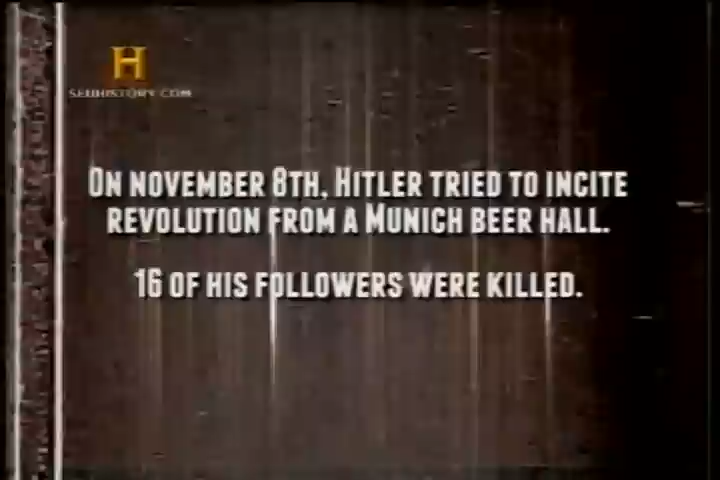 H
SEUHISTORY.COM
On november 8th, Hitler tried to incite
revolution from a Munich beer hall.
16 of his followers were killed.